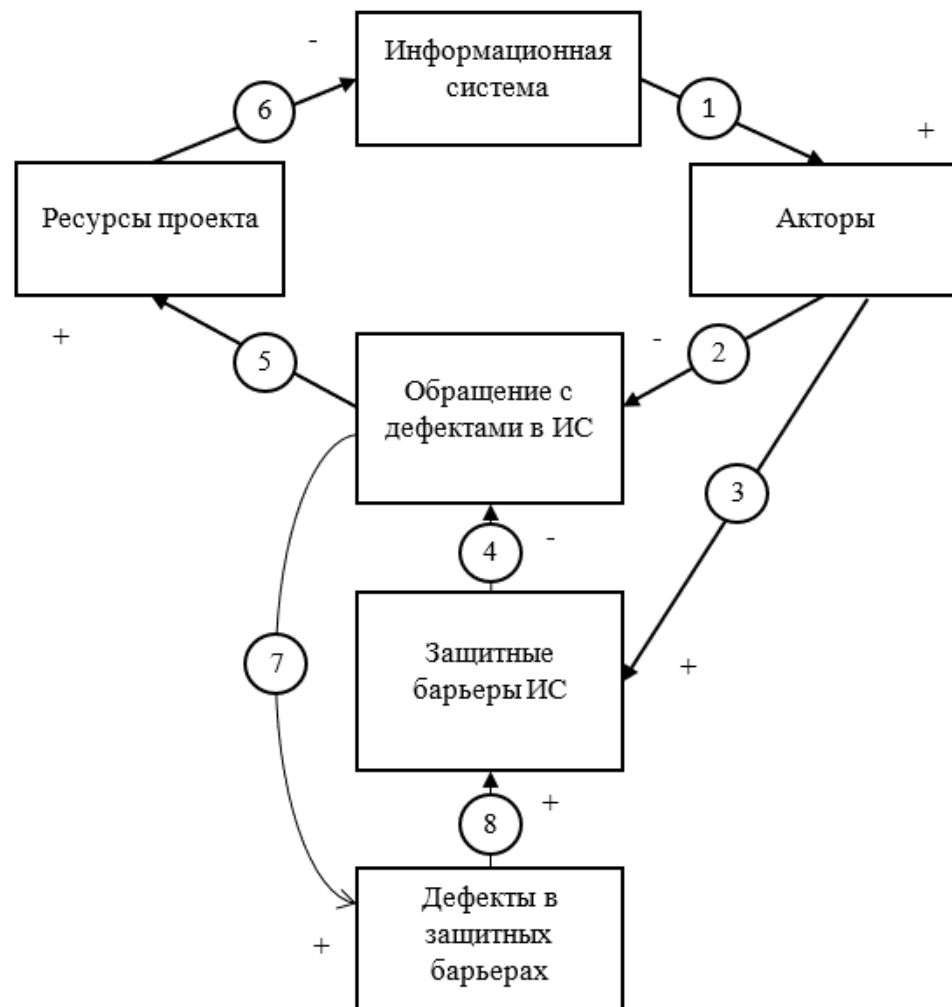 -
Информационная
система
6
1
+
Ресурсы проекта
Акторы
+
5
-
2
Обращение с
дефектами в ИС
3
4
-
7
Защитные
барьеры ИС
+
8
+
Дефекты в
защитных
барьерах
+